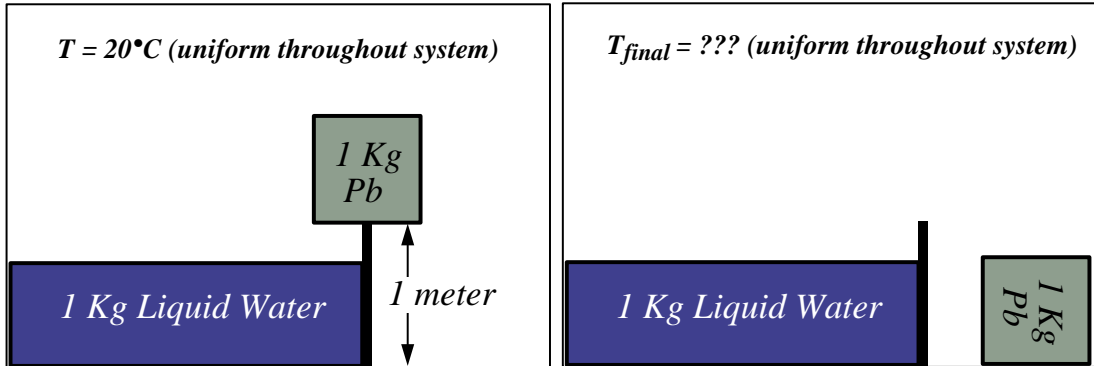 T = 20°C (uniform throughout system)
1 Kg
Pb
1 Kg Liquid Water
1 meter
T_final = ??? (uniform throughout system)
1 Kg Liquid Water
1 Kg
Pb